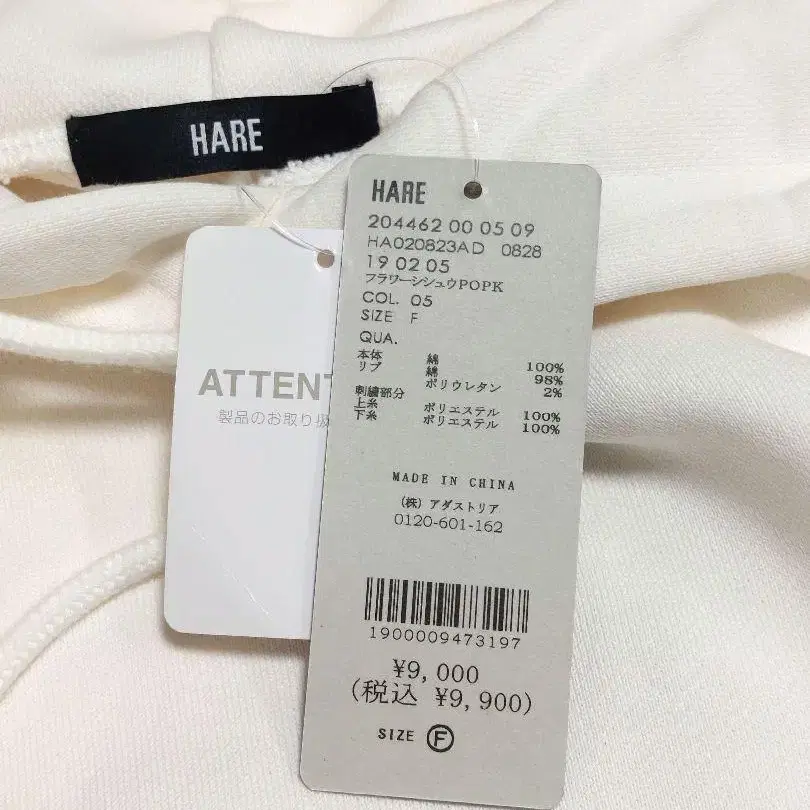 HARE
HARE
204462 00 05 09
HA020823AD 0828
19 02 05
フラワーシシュウPOPK
COL. 05
SIZE F
QUA.
本体 綿 100%
リブ 綿 98%
ポリウレタン 2%
刺繍部分
上糸 ポリエステル 100%
下糸 ポリエステル 100%
MADE IN CHINA
(株)アダストリア
0120-601-162
1900009473197
¥9,000
(税込 ¥9,900)
SIZE F
ATTENT
製品のお取り扱